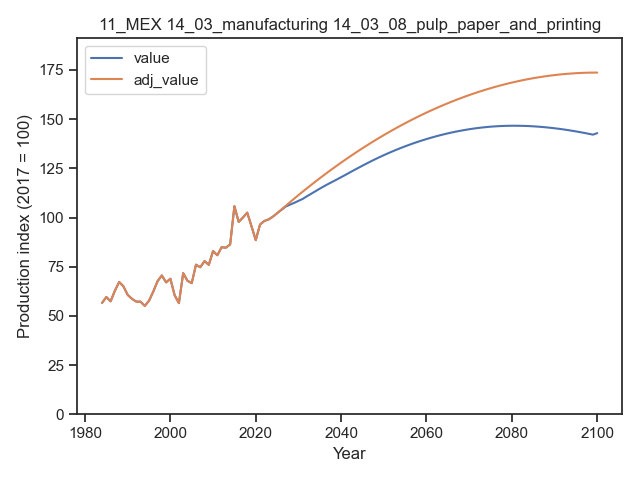 11_MEX 14_03_manufacturing 14_03_08_pulp_paper_and_printing
value
adj_value
Production index (2017 = 100)
175
150
125
100
75
50
25
0
1980 2000 2020 2040 2060 2080 2100
Year